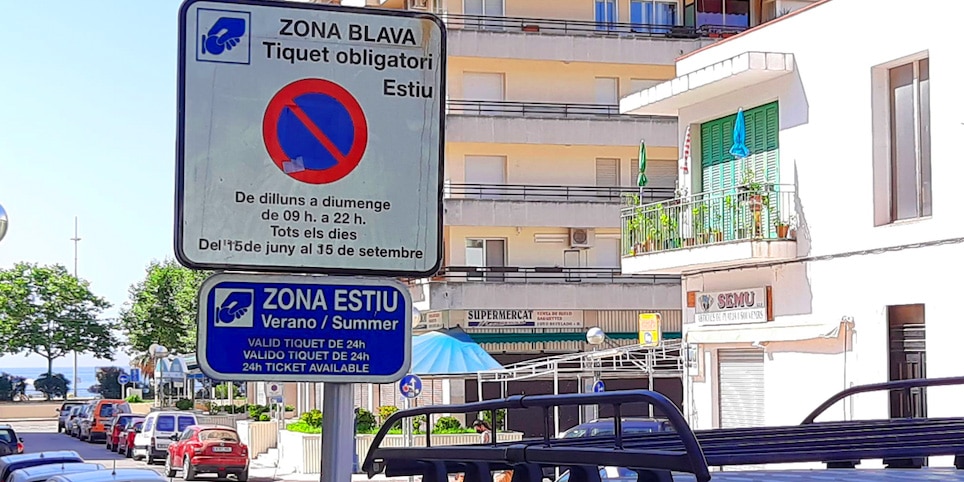 ZONA BLAVA
Tiquet obligatori
Estiu
De dilluns a diumenge
de 09 h. a 22 h.
Tots els dies
Del 15 de juny al 15 de setembre
ZONA ESTIU
Verano / Summer
VALID TIQUET DE 24h
VALIDO TIQUET DE 24h
24h TICKET AVAILABLE
SUPERMERCAT
SEMU